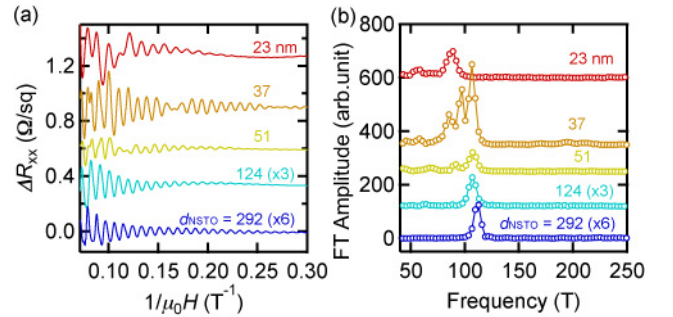 (a)
ΔRxx (Ω/sq)
1.2
0.8
0.4
0.0
23 nm
37
51
124 (x3)
dNSTO = 292 (x6)
0.10 0.15 0.20 0.25 0.30
1/μ0H (T-1)
(b)
FT Amplitude (arb.unit)
800
600
400
200
0
23 nm
37
51
124 (x3)
dNSTO = 292 (x6)
50 100 150 200 250
Frequency (T)